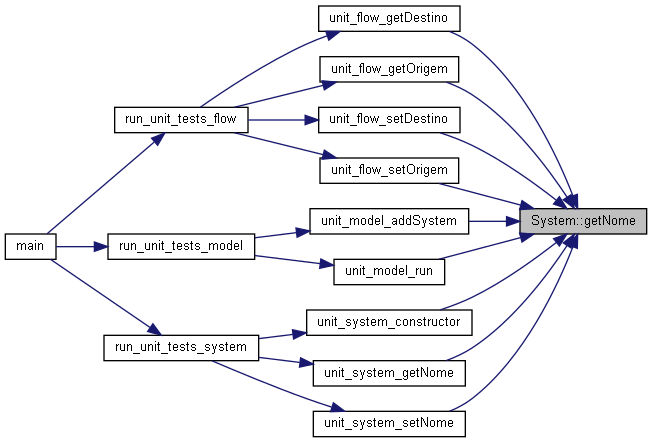 unit_flow_getDestino
unit_flow_getOrigem
run_unit_tests_flow
unit_flow_setDestino
unit_flow_setOrigem
System::getNome
unit_model_addSystem
main
run_unit_tests_model
unit_model_run
unit_system_constructor
run_unit_tests_system
unit_system_getNome
unit_system_setNome